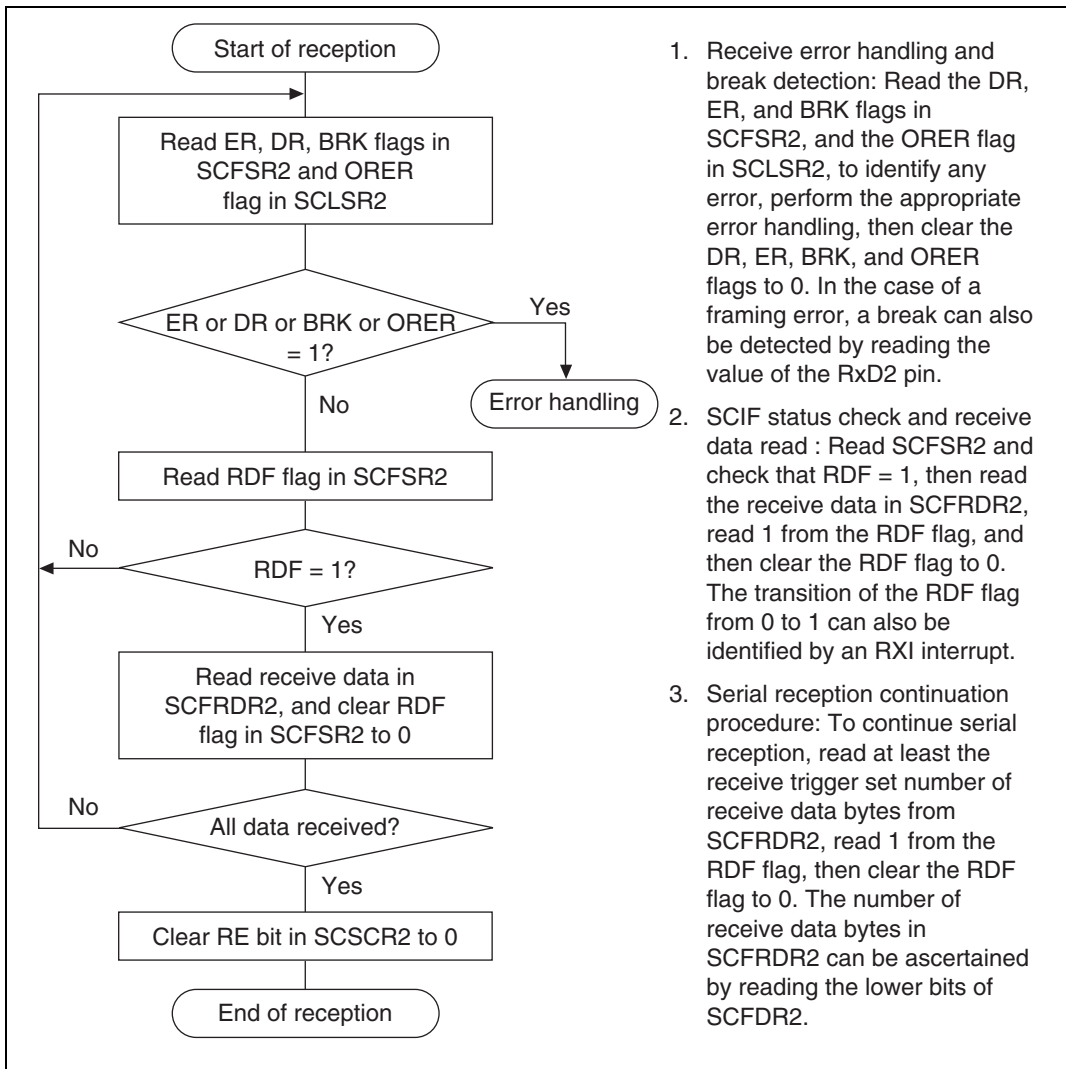 Start of reception
Read ER, DR, BRK flags in
SCFSR2 and ORER
flag in SCLSR2
ER or DR or BRK or ORER
= 1?
Yes
Error handling
No
Read RDF flag in SCFSR2
No
RDF = 1?
Yes
Read receive data in
SCFRDR2, and clear RDF
flag in SCFSR2 to 0
No
All data received?
Yes
Clear RE bit in SCSCR2 to 0
End of reception
1. Receive error handling and
break detection: Read the DR,
ER, and BRK flags in
SCFSR2, and the ORER flag
in SCLSR2, to identify any
error, perform the appropriate
error handling, then clear the
DR, ER, BRK, and ORER
flags to 0. In the case of a
framing error, a break can also
be detected by reading the
value of the RxD2 pin.
2. SCIF status check and receive
data read : Read SCFSR2 and
check that RDF = 1, then read
the receive data in SCFRDR2,
read 1 from the RDF flag, and
then clear the RDF flag to 0.
The transition of the RDF flag
from 0 to 1 can also be
identified by an RXI interrupt.
3. Serial reception continuation
procedure: To continue serial
reception, read at least the
receive trigger set number of
receive data bytes from
SCFRDR2, read 1 from the
RDF flag, then clear the RDF
flag to 0. The number of
receive data bytes in
SCFRDR2 can be ascertained
by reading the lower bits of
SCFDR2.